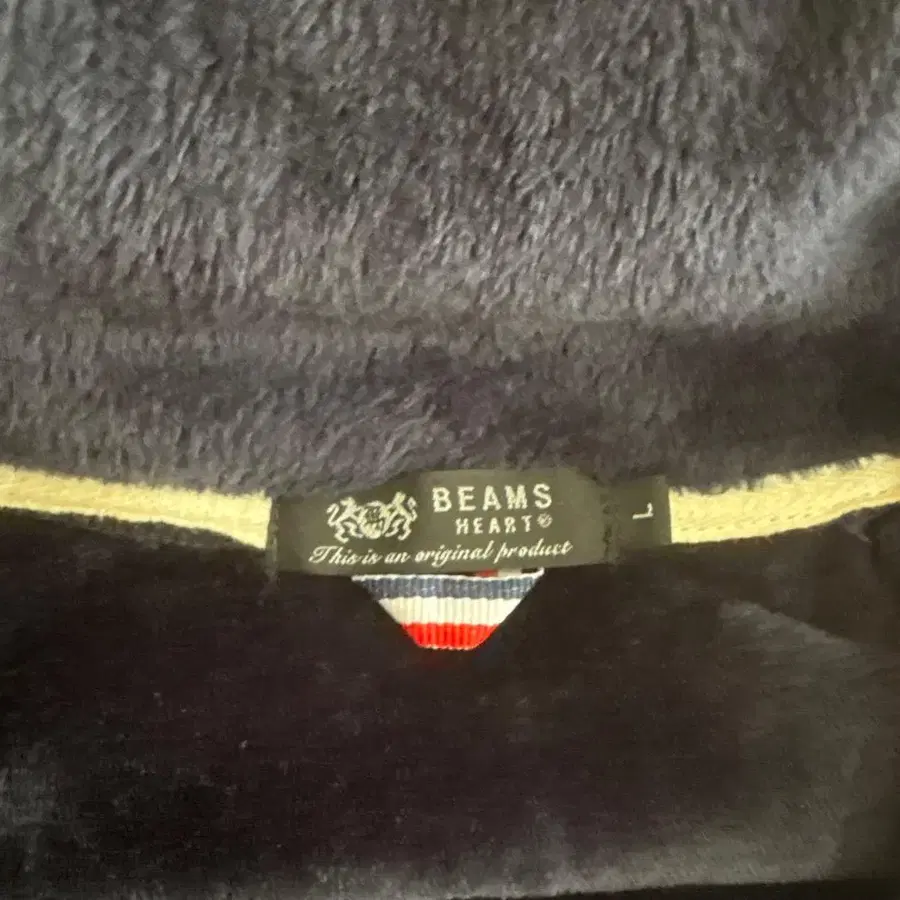 BEAMS
HEART®
This is an original product
L